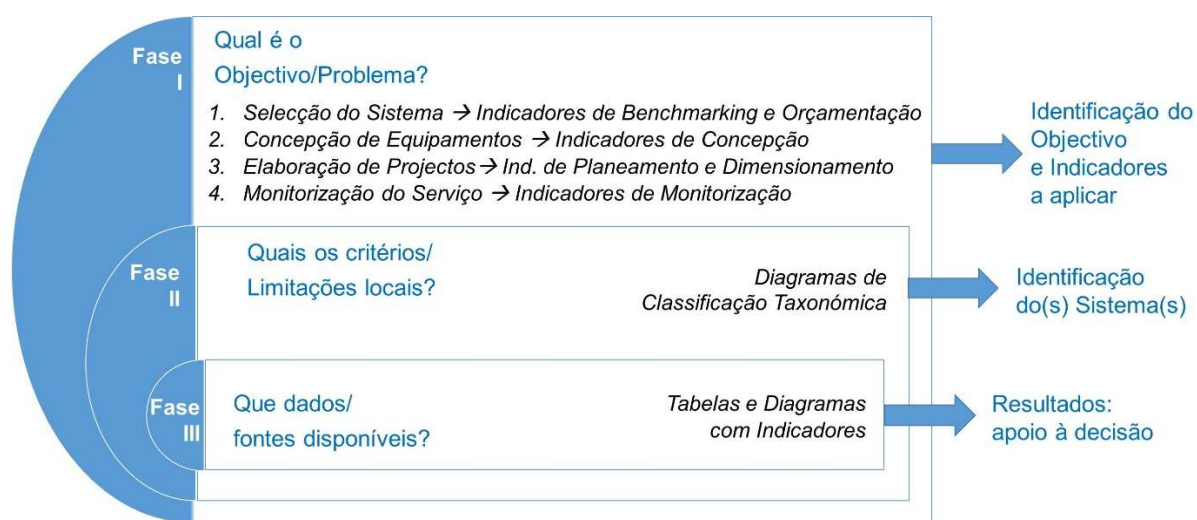 Fase
I
Qual é o
Objectivo/Problema?
1. Selecção do Sistema → Indicadores de Benchmarking e Orçamentação
2. Concepção de Equipamentos → Indicadores de Concepção
3. Elaboração de Projectos→ Ind. de Planeamento e Dimensionamento
4. Monitorização do Serviço → Indicadores de Monitorização
Identificação do
Objectivo
e Indicadores
a aplicar
Fase
II
Quais os critérios/
Limitações locais?
Diagramas de
Classificação Taxonómica
Identificação
do(s) Sistema(s)
Fase
III
Que dados/
fontes disponíveis?
Tabelas e Diagramas
com Indicadores
Resultados:
apoio à decisão